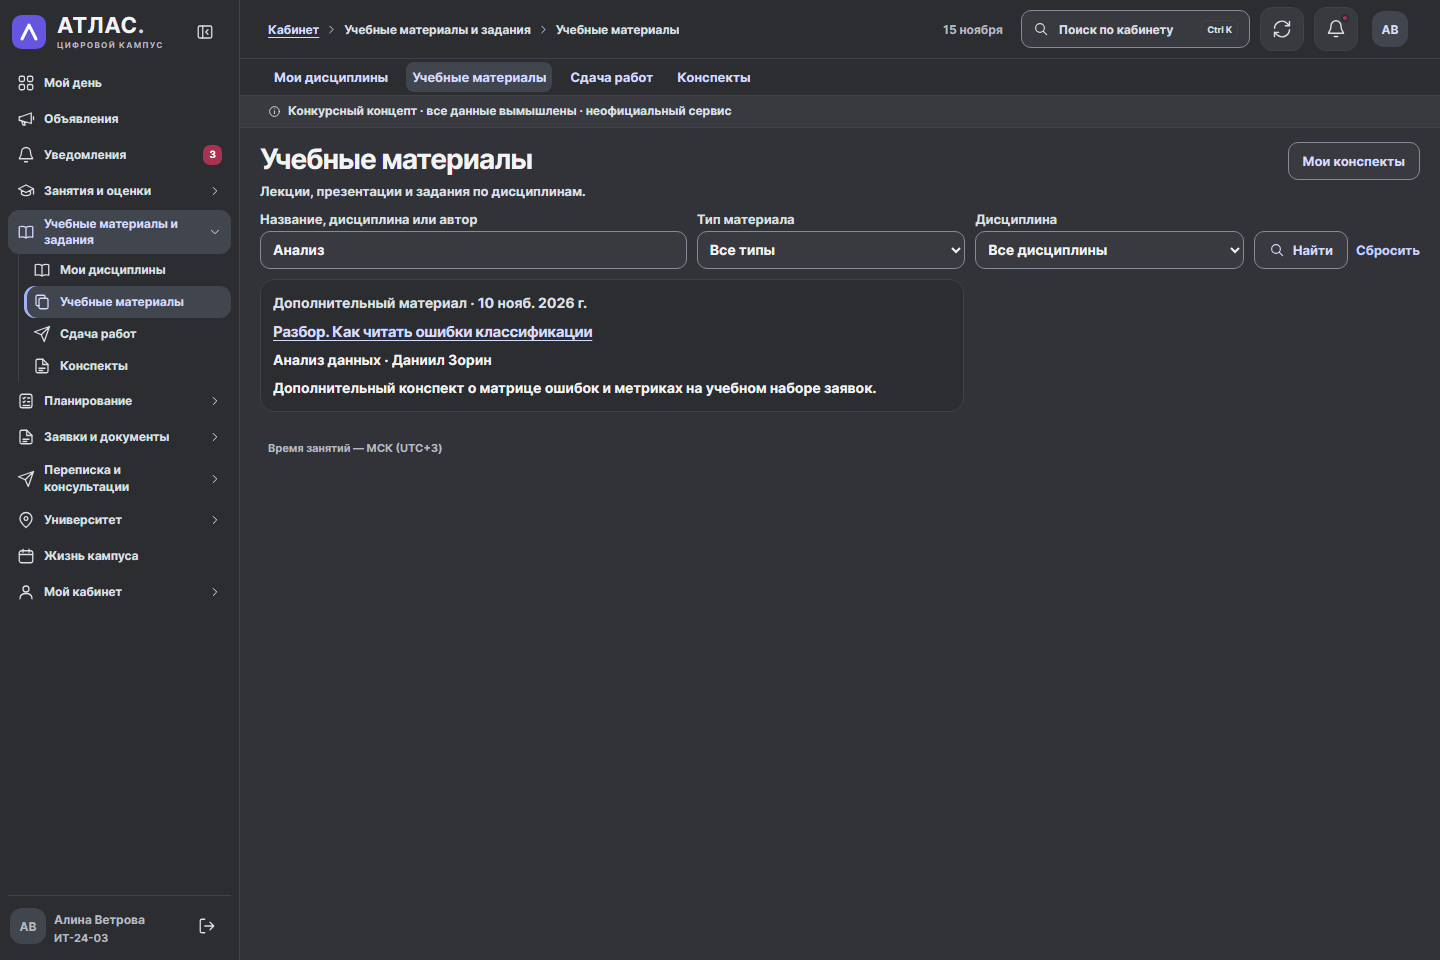 АТЛАС.
ЦИФРОВОЙ КАМПУС
Мой день
Объявления
Уведомления 3
Занятия и оценки
Учебные материалы и
задания
Мои дисциплины
Учебные материалы
Сдача работ
Конспекты
Планирование
Заявки и документы
Переписка и
консультации
Университет
Жизнь кампуса
Мой кабинет
АВ
Алина Ветрова
ИТ-24-03
Кабинет Учебные материалы и задания Учебные материалы
15 ноября
Поиск по кабинету Ctrl K
АВ
Мои дисциплины Учебные материалы Сдача работ Конспекты
Конкурсный концепт · все данные вымышлены · неофициальный сервис
Учебные материалы
Мои конспекты
Лекции, презентации и задания по дисциплинам.
Название, дисциплина или автор Тип материала Дисциплина
Анализ Все типы Все дисциплины Найти Сбросить
Дополнительный материал · 10 нояб. 2026 г.
Разбор. Как читать ошибки классификации
Анализ данных · Даниил Зорин
Дополнительный конспект о матрице ошибок и метриках на учебном наборе заявок.
Время занятий — МСК (UTC+3)